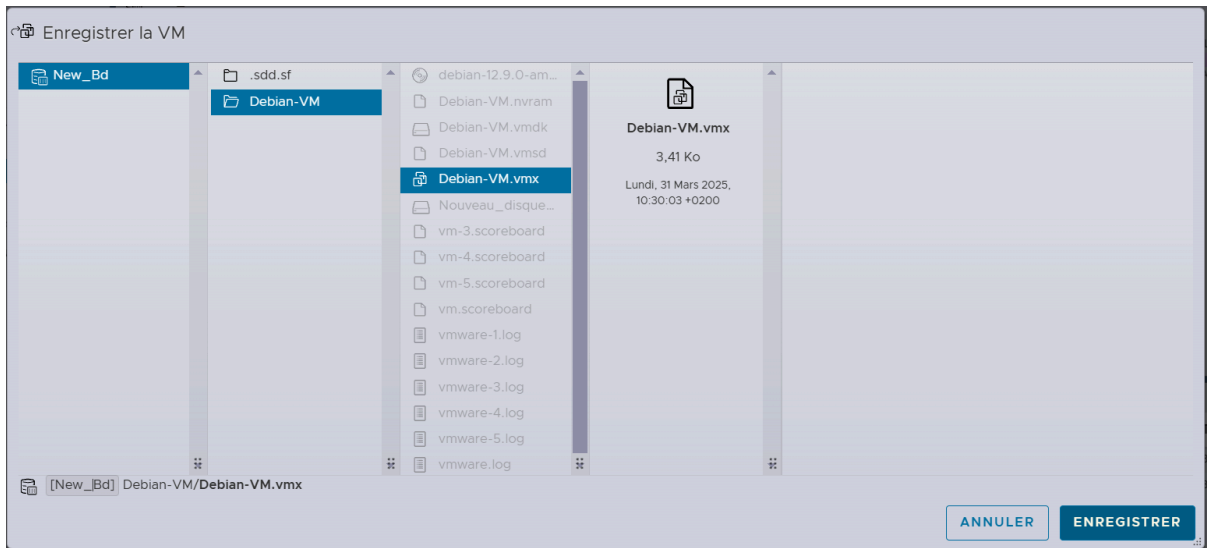 Enregistrer la VM
New_Bd
.sdd.sf
Debian-VM
debian-12.9.0-am...
Debian-VM.nvram
Debian-VM.vmdk
Debian-VM.vmsd
Debian-VM.vmx
Nouveau_disque...
vm-3.scoreboard
vm-4.scoreboard
vm-5.scoreboard
vm.scoreboard
vmware-1.log
vmware-2.log
vmware-3.log
vmware-4.log
vmware-5.log
vmware.log
Debian-VM.vmx
3,41 Ko
Lundi, 31 Mars 2025,
10:30:03 +0200
[New_Bd] Debian-VM/Debian-VM.vmx
ANNULER
ENREGISTRER